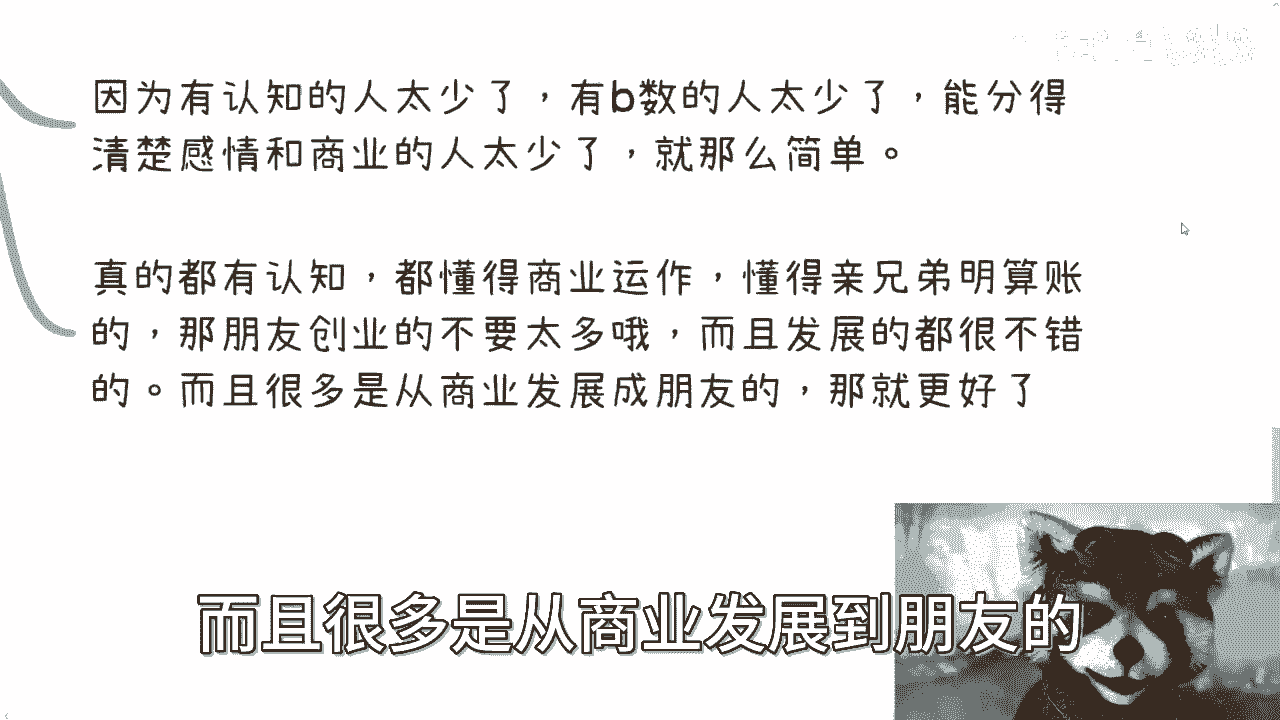 因为有认知的人太少了，有b数的人太少了，能分得
清楚感情和商业的人太少了，就那么简单。
真的都有认知，都懂得商业运作，懂得亲兄弟明算账
的，那朋友创业的不要太多哦，而且发展的都很不错
的。而且很多是从商业发展成朋友的，那就更好了
而且很多是从商业发展到朋友的